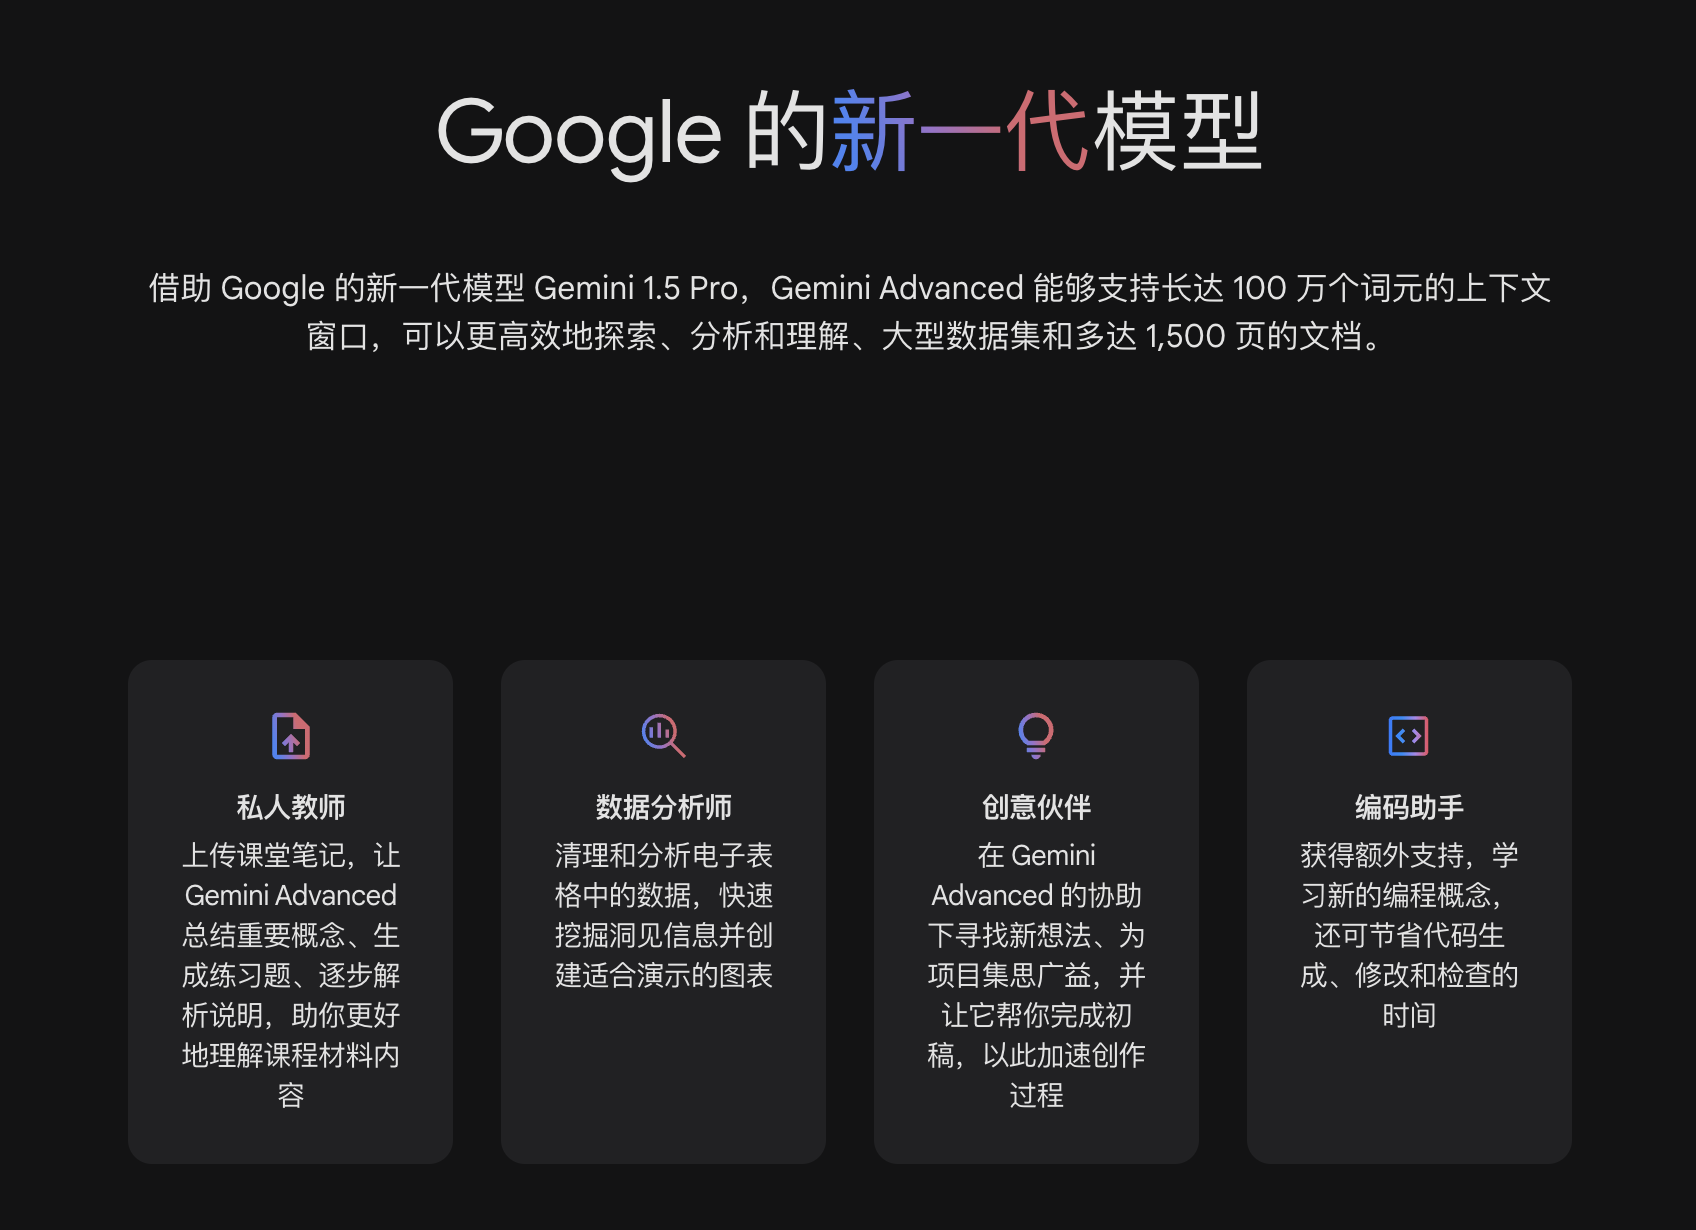 Google 的新一代模型
借助 Google 的新一代模型 Gemini 1.5 Pro，Gemini Advanced 能够支持长达 100 万个词元的上下文
窗口，可以更高效地探索、分析和理解、大型数据集和多达 1,500 页的文档。
私人教师
上传课堂笔记，让
Gemini Advanced
总结重要概念、生
成练习题、逐步解
析说明，助你更好
地理解课程材料内
容
数据分析师
清理和分析电子表
格中的数据，快速
挖掘洞见信息并创
建适合演示的图表
创意伙伴
在 Gemini
Advanced 的协助
下寻找新想法、为
项目集思广益，并
让它帮你完成初
稿，以此加速创作
过程
编码助手
获得额外支持，学
习新的编程概念，
还可节省代码生
成、修改和检查的
时间